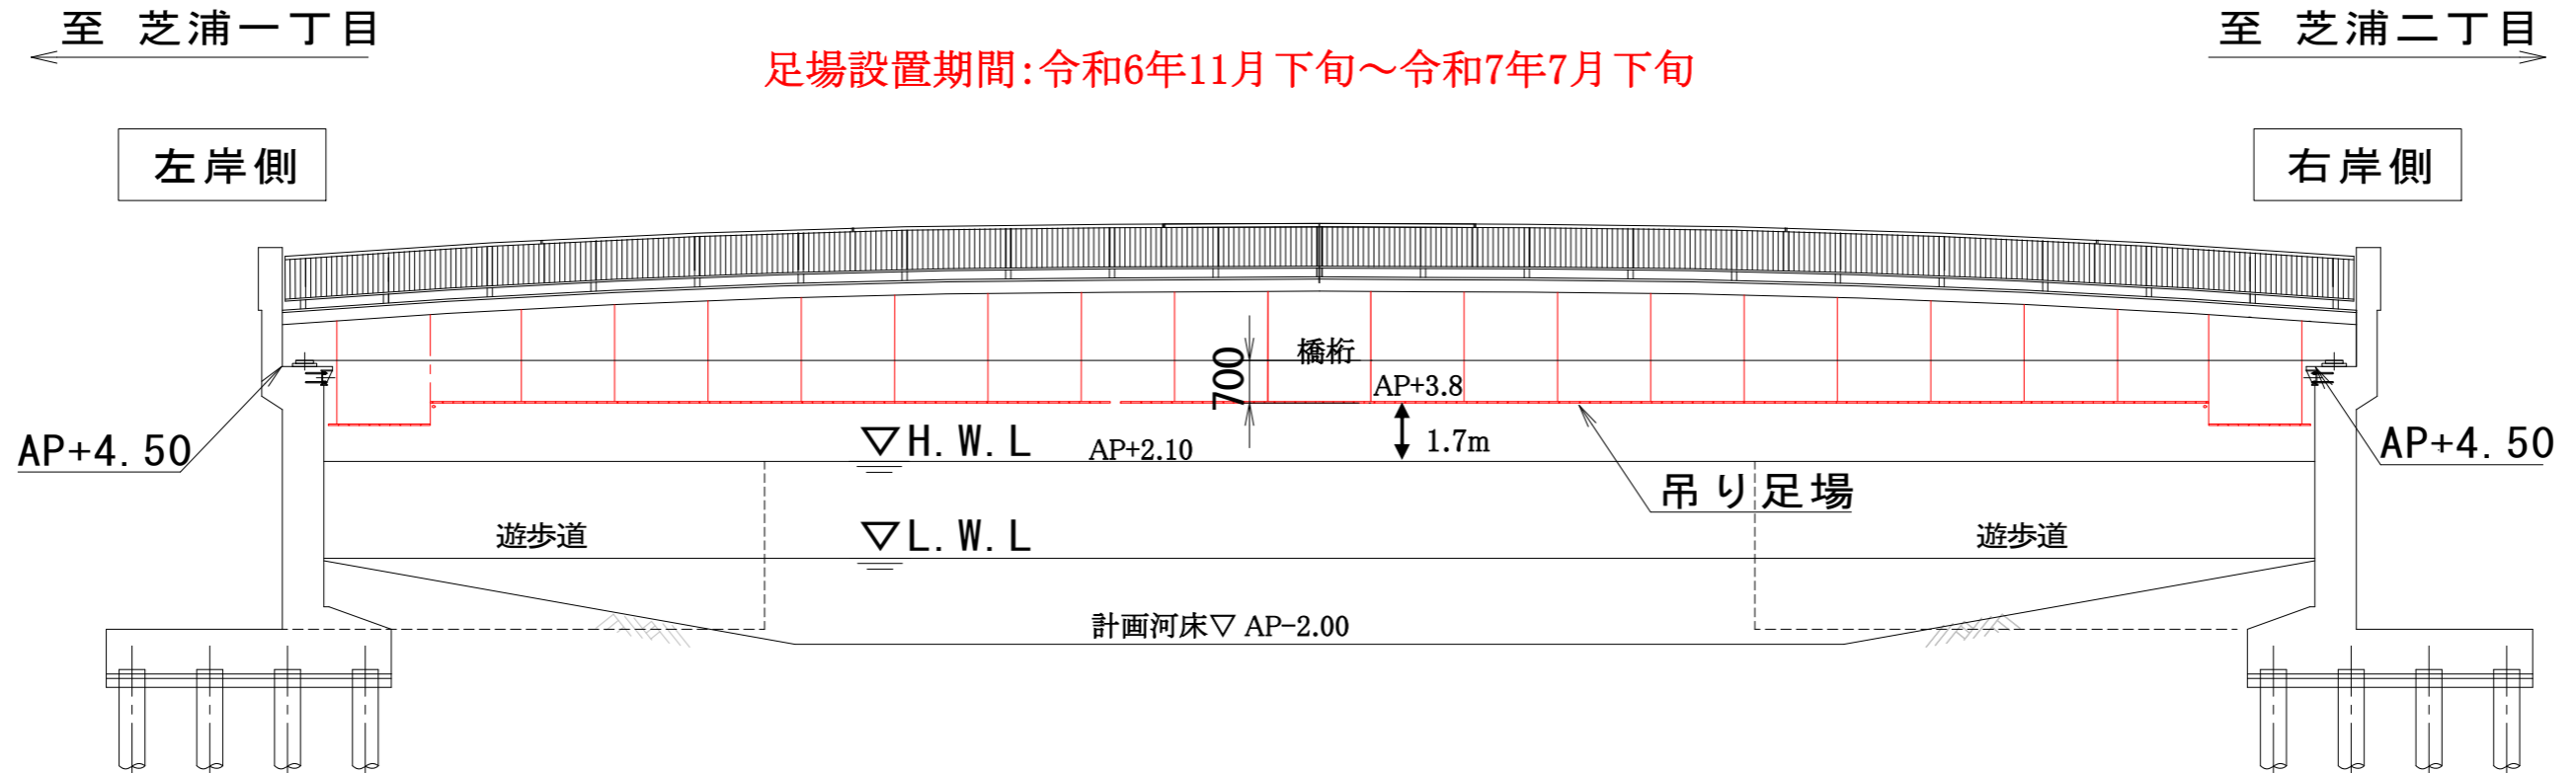 至 芝浦一丁目
至 芝浦二丁目
足場設置期間:令和6年11月下旬～令和7年7月下旬
左岸側
右岸側
700
橋桁
AP+3.8
AP+4.50
▽H.W.L
AP+2.10
1.7m
AP+4.50
吊り足場
遊歩道
▽L.W.L
遊歩道
計画河床▽ AP-2.00